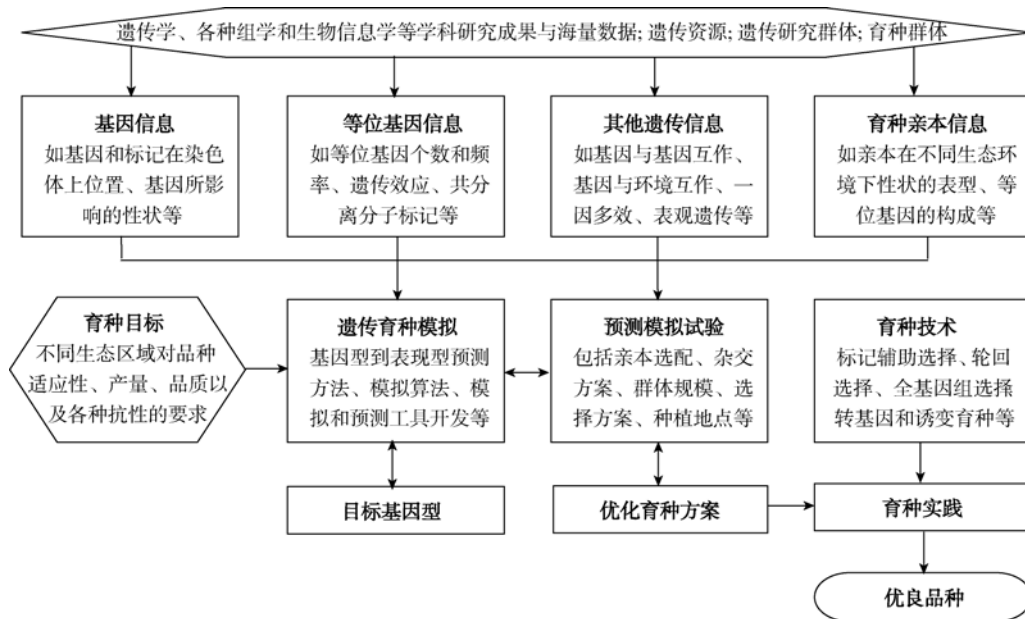 遗传学、各种组学和生物信息学等学科研究成果与海量数据; 遗传资源; 遗传研究群体; 育种群体
基因信息
如基因和标记在染色
体上位置、基因所影
响的性状等
等位基因信息
如等位基因个数和频
率、遗传效应、共分
离分子标记等
其他遗传信息
如基因与基因互作、
基因与环境互作、一
因多效、表观遗传等
育种亲本信息
如亲本在不同生态环
境下性状的表型、等
位基因的构成等
育种目标
不同生态区域对品种
适应性、产量、品质以
及各种抗性的要求
遗传育种模拟
基因型到表现型预测
方法、模拟算法、模
拟和预测工具开发等
预测模拟试验
包括亲本选配、杂交
方案、群体规模、选
择方案、种植地点等
育种技术
标记辅助选择、轮回
选择、全基因组选择
转基因和诱变育种等
目标基因型
优化育种方案
育种实践
优良品种